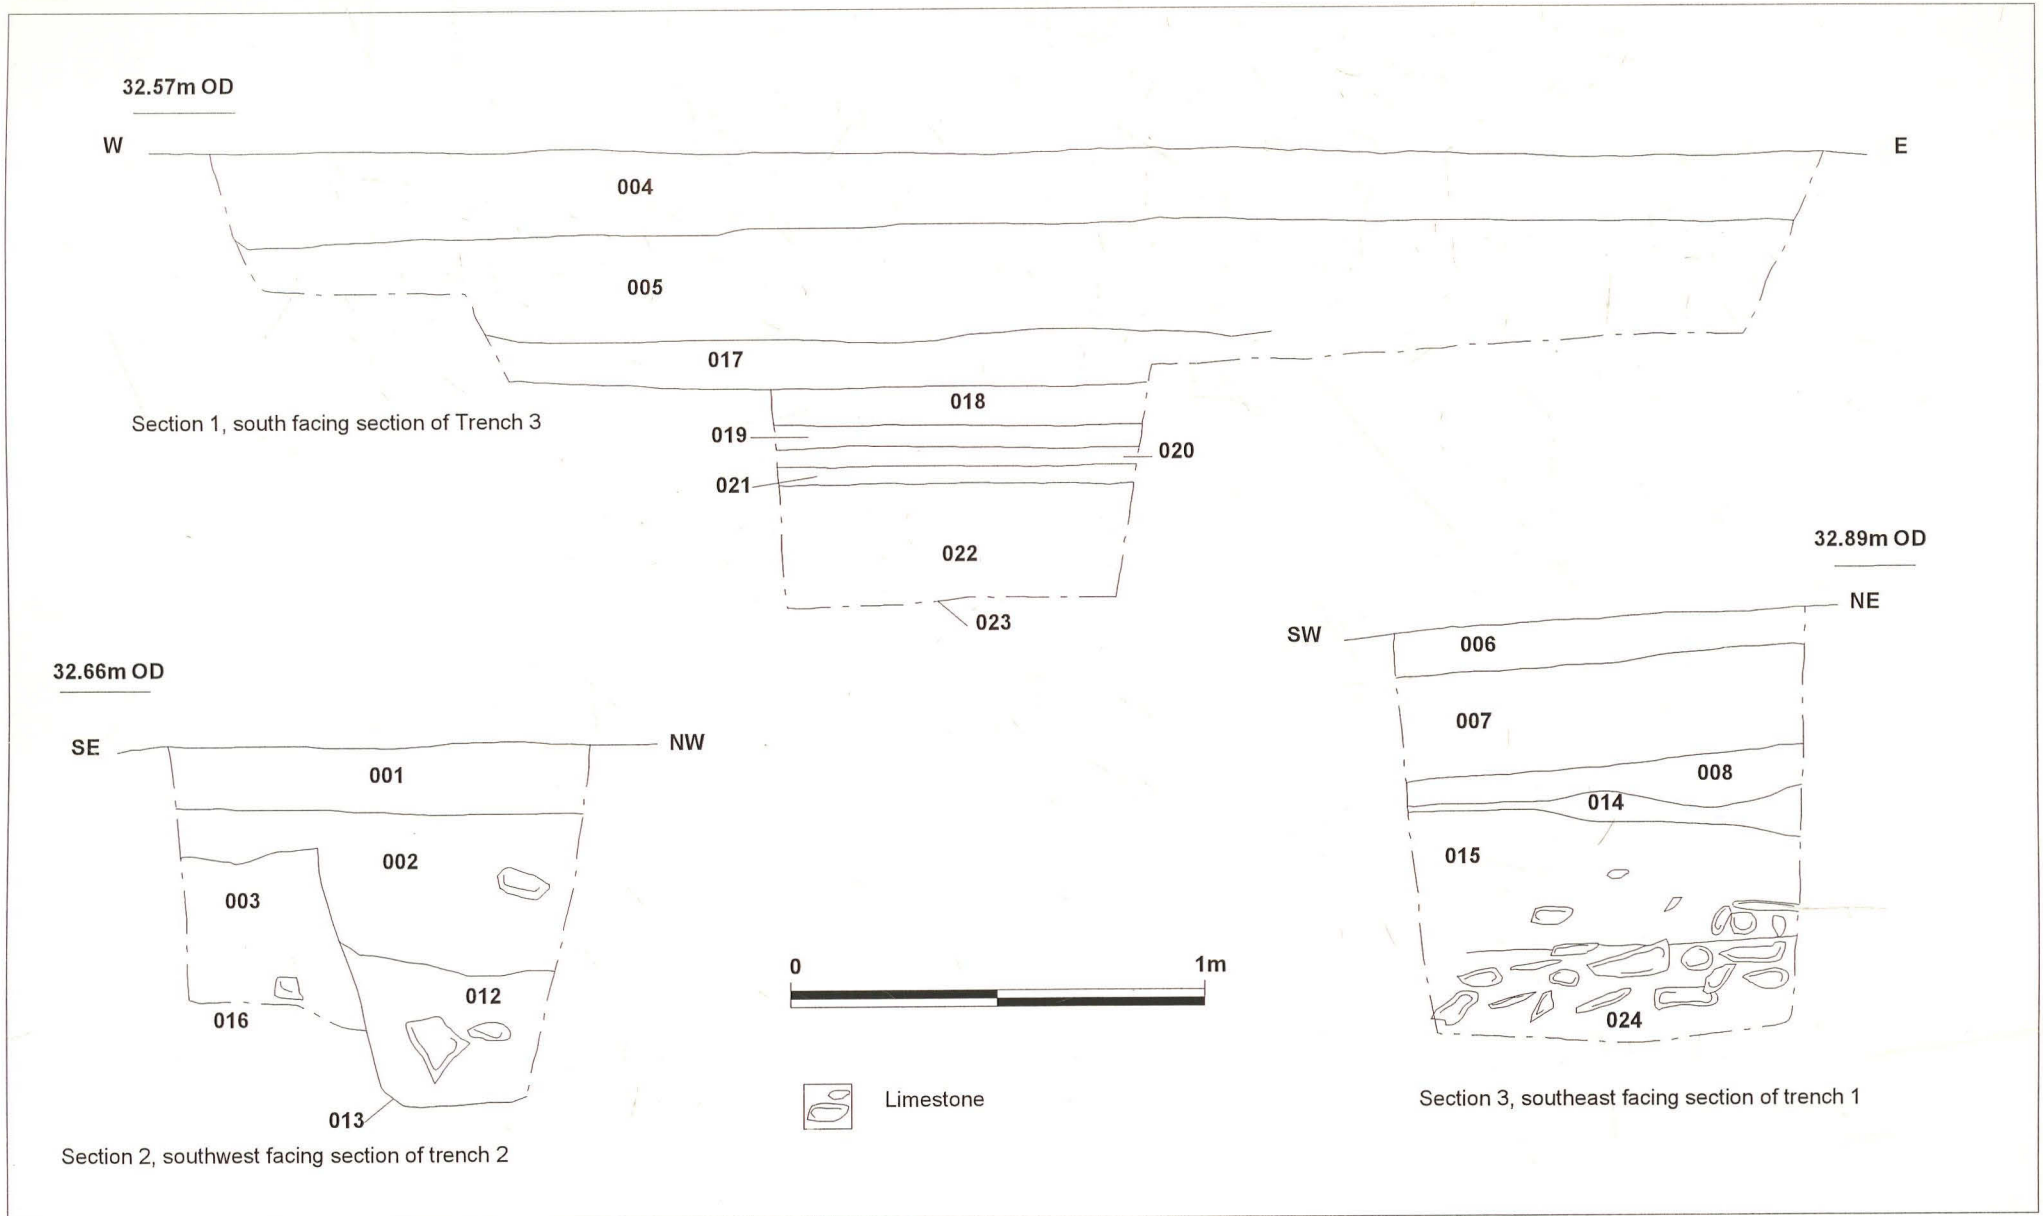 32.57m OD
W
E
004
005
017
018
Section 1, south facing section of Trench 3
019
020
021
022
023
32.89m OD
NE
SW
006
007
008
014
015
024
Section 3, southeast facing section of trench 1
32.66m OD
SE
NW
001
002
003
012
016
013
Section 2, southwest facing section of trench 2
0
1m
Limestone